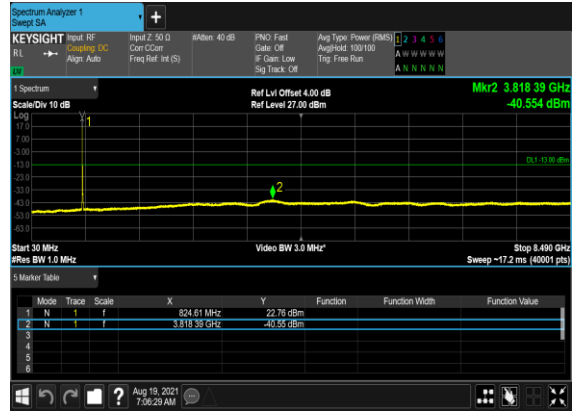 Spectrum Analyzer 1
Swept SA
KEYSIGHT Input: RF Input Z: 50 Ω #Atten: 40 dB PNO: Fast Avg Type: Power (RMS) 1 2 3 4 5 6
R L Coupling: DC Corr CCorr Gate: Off Avg|Hold: 100/100 A W W W W W
Align: Auto Freq Ref: Int (S) IF Gain: Low Trig: Free Run
Sig Track: Off A N N N N N
1 Spectrum Ref Lvl Offset 4.00 dB Mkr2 3.818 39 GHz
Scale/Div 10 dB Ref Level 27.00 dBm -40.554 dBm
Log
17.0
7.00
-3.00
-13.0
-23.0
-33.0
-43.0
-53.0
-63.0
1
2
DL1 -13.00 dBm
Start 30 MHz Video BW 3.0 MHz* Stop 8.490 GHz
#Res BW 1.0 MHz Sweep ~17.2 ms (40001 pts)
5 Marker Table
Mode Trace Scale X Y Function Function Width Function Value
1 N 1 f 824.61 MHz 22.76 dBm
2 N 1 f 3.818 39 GHz -40.55 dBm
3
4
5
6
? Aug 19, 2021
7:06:29 AM